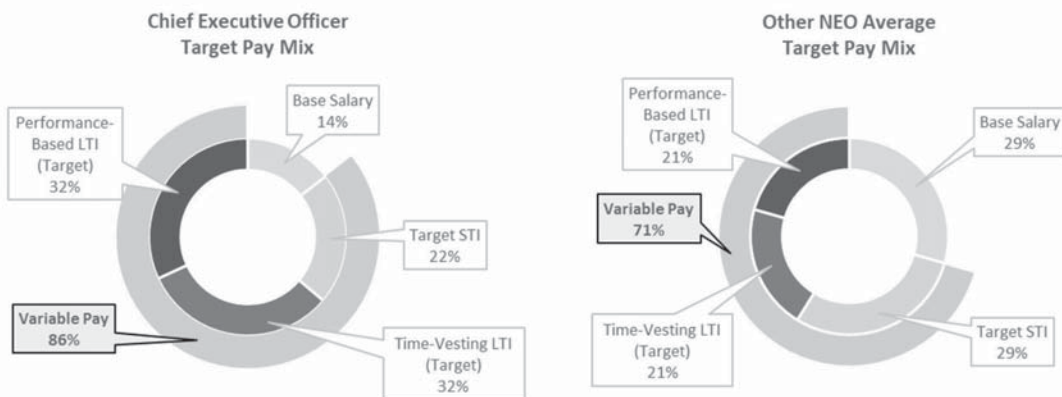 Chief Executive Officer
Target Pay Mix
Performance-
Based LTI
(Target)
32%
Base Salary
14%
Target STI
22%
Variable Pay
86%
Time-Vesting LTI
(Target)
32%
Other NEO Average
Target Pay Mix
Performance-
Based LTI
(Target)
21%
Base Salary
29%
Variable Pay
71%
Time-Vesting LTI
(Target)
21%
Target STI
29%